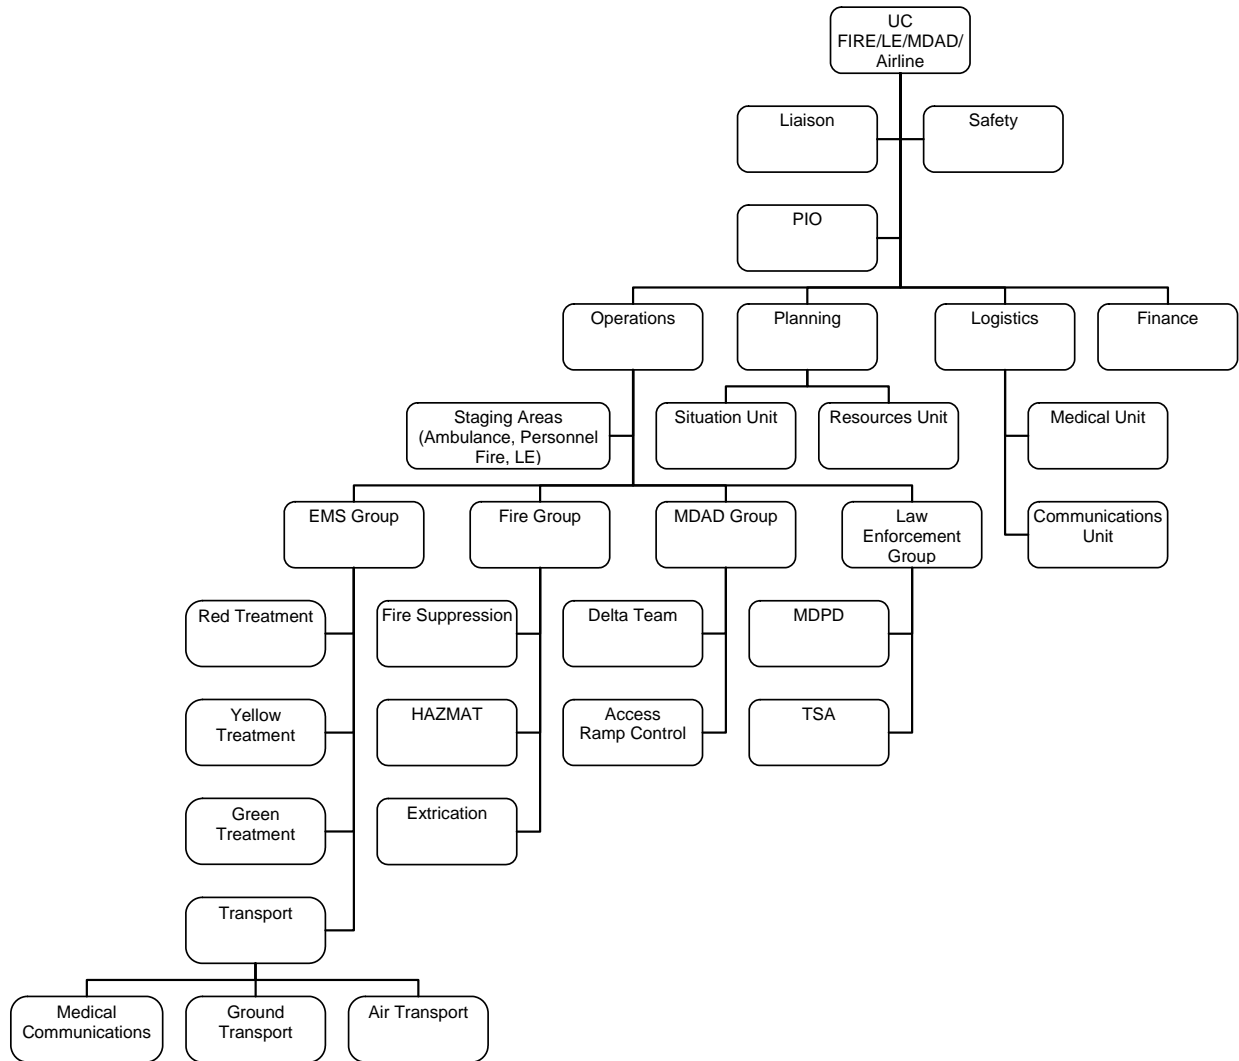 UC
FIRE/LE/MDAD/
Airline
Liaison
Safety
PIO
Operations
Planning
Logistics
Finance
Staging Areas
(Ambulance, Personnel
Fire, LE)
Situation Unit
Resources Unit
Medical Unit
EMS Group
Fire Group
MDAD Group
Law
Enforcement
Group
Communications
Unit
Red Treatment
Fire Suppression
Delta Team
MDPD
Yellow
Treatment
HAZMAT
Access
Ramp Control
TSA
Green
Treatment
Extrication
Transport
Medical
Communications
Ground
Transport
Air Transport